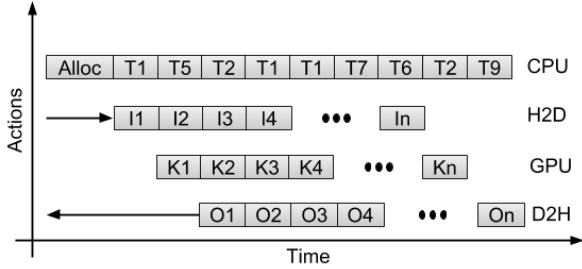 Alloc T1 T5 T2 T1 T1 T7 T6 T2 T9 CPU
I1 I2 I3 I4 ••• In H2D
K1 K2 K3 K4 ••• Kn GPU
O1 O2 O3 O4 ••• On D2H
Actions
Time